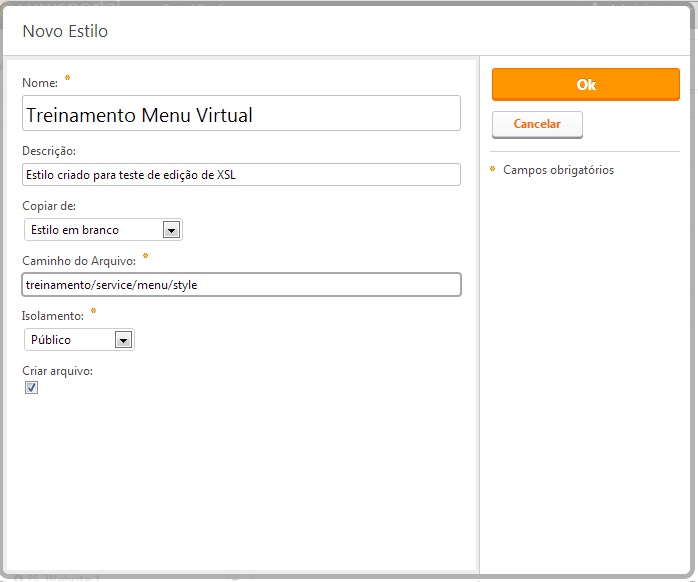 Novo Estilo
Nome: *
Treinamento Menu Virtual
Descrição:
Estilo criado para teste de edição de XSL
Copiar de:
Estilo em branco
Caminho do Arquivo: *
treinamento/service/menu/style
Isolamento: *
Público
Criar arquivo:
Ok
Cancelar
* Campos obrigatórios